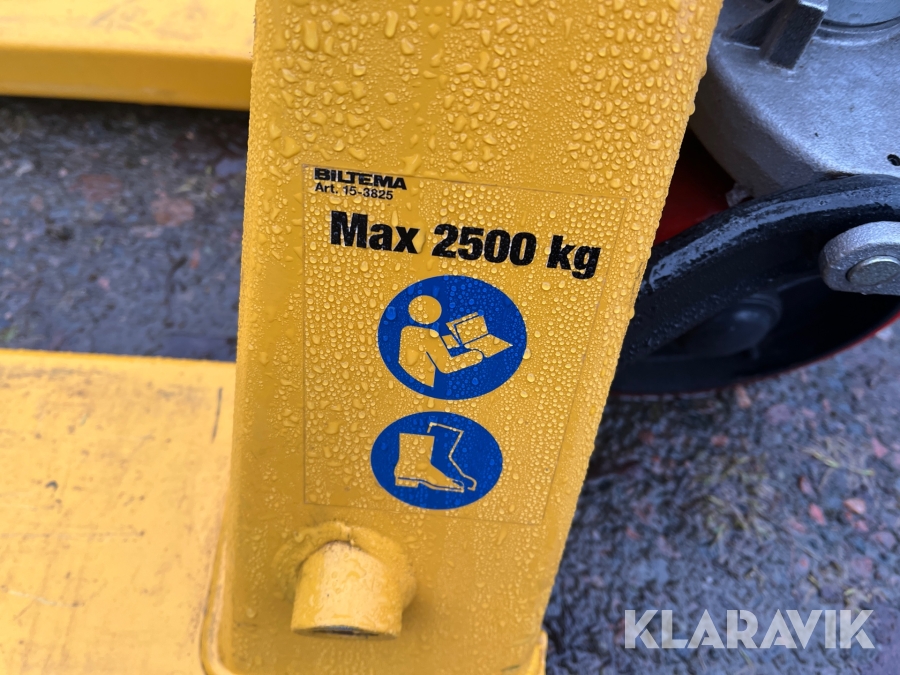 BILTEMA
Art. 15-3825
Max 2500 kg
KLARAVIK